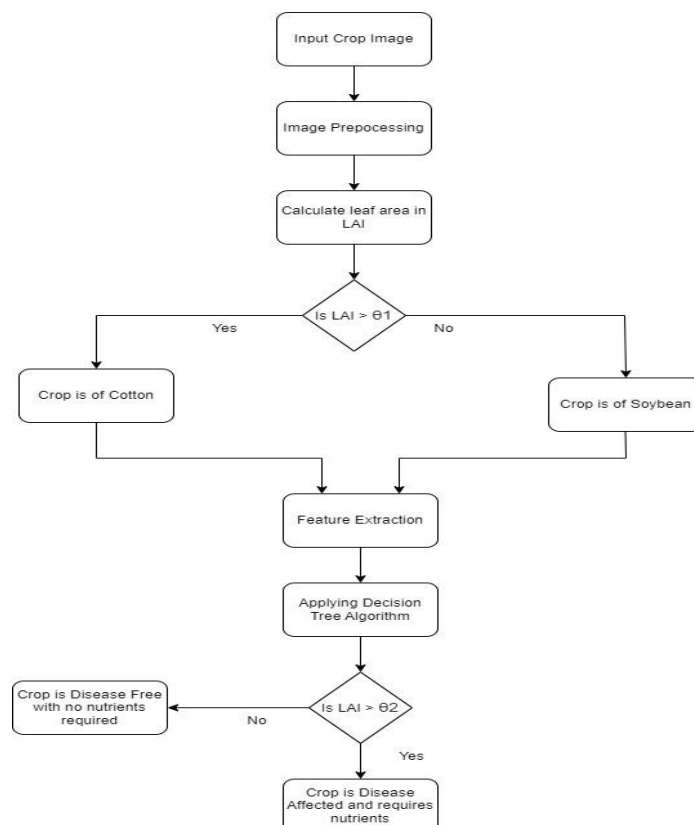 Input Crop Image
Image Prepocessing
Calculate leaf area in
LAI
Is LAI > θ1
Yes
No
Crop is of Cotton
Crop is of Soybean
Feature Extraction
Applying Decision
Tree Algorithm
Is LAI > θ2
No
Crop is Disease Free
with no nutrients
required
Yes
Crop is Disease
Affected and requires
nutrients